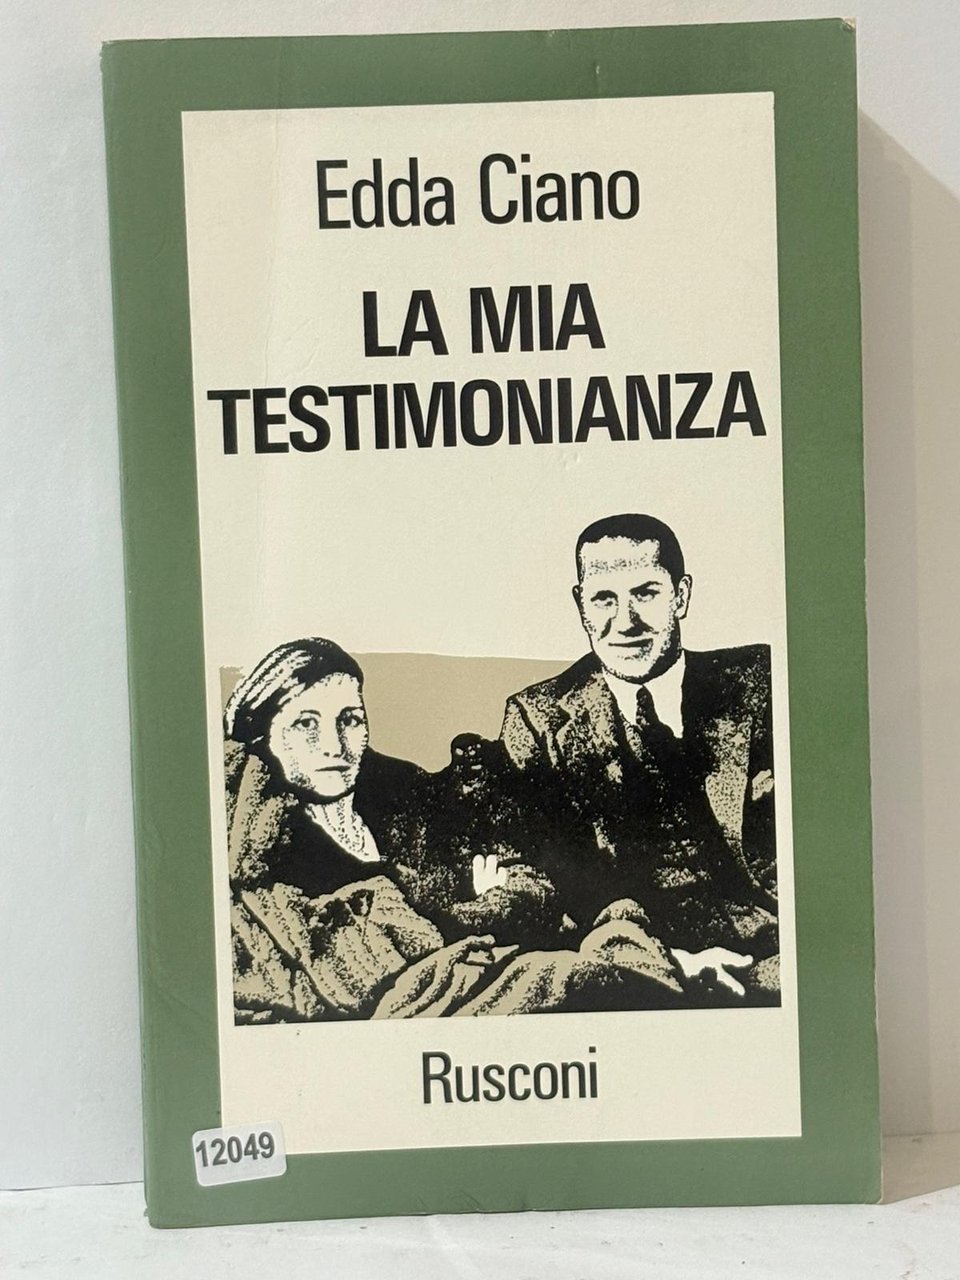 Edda Ciano
LA MIA
TESTIMONIANZA
Rusconi
12049